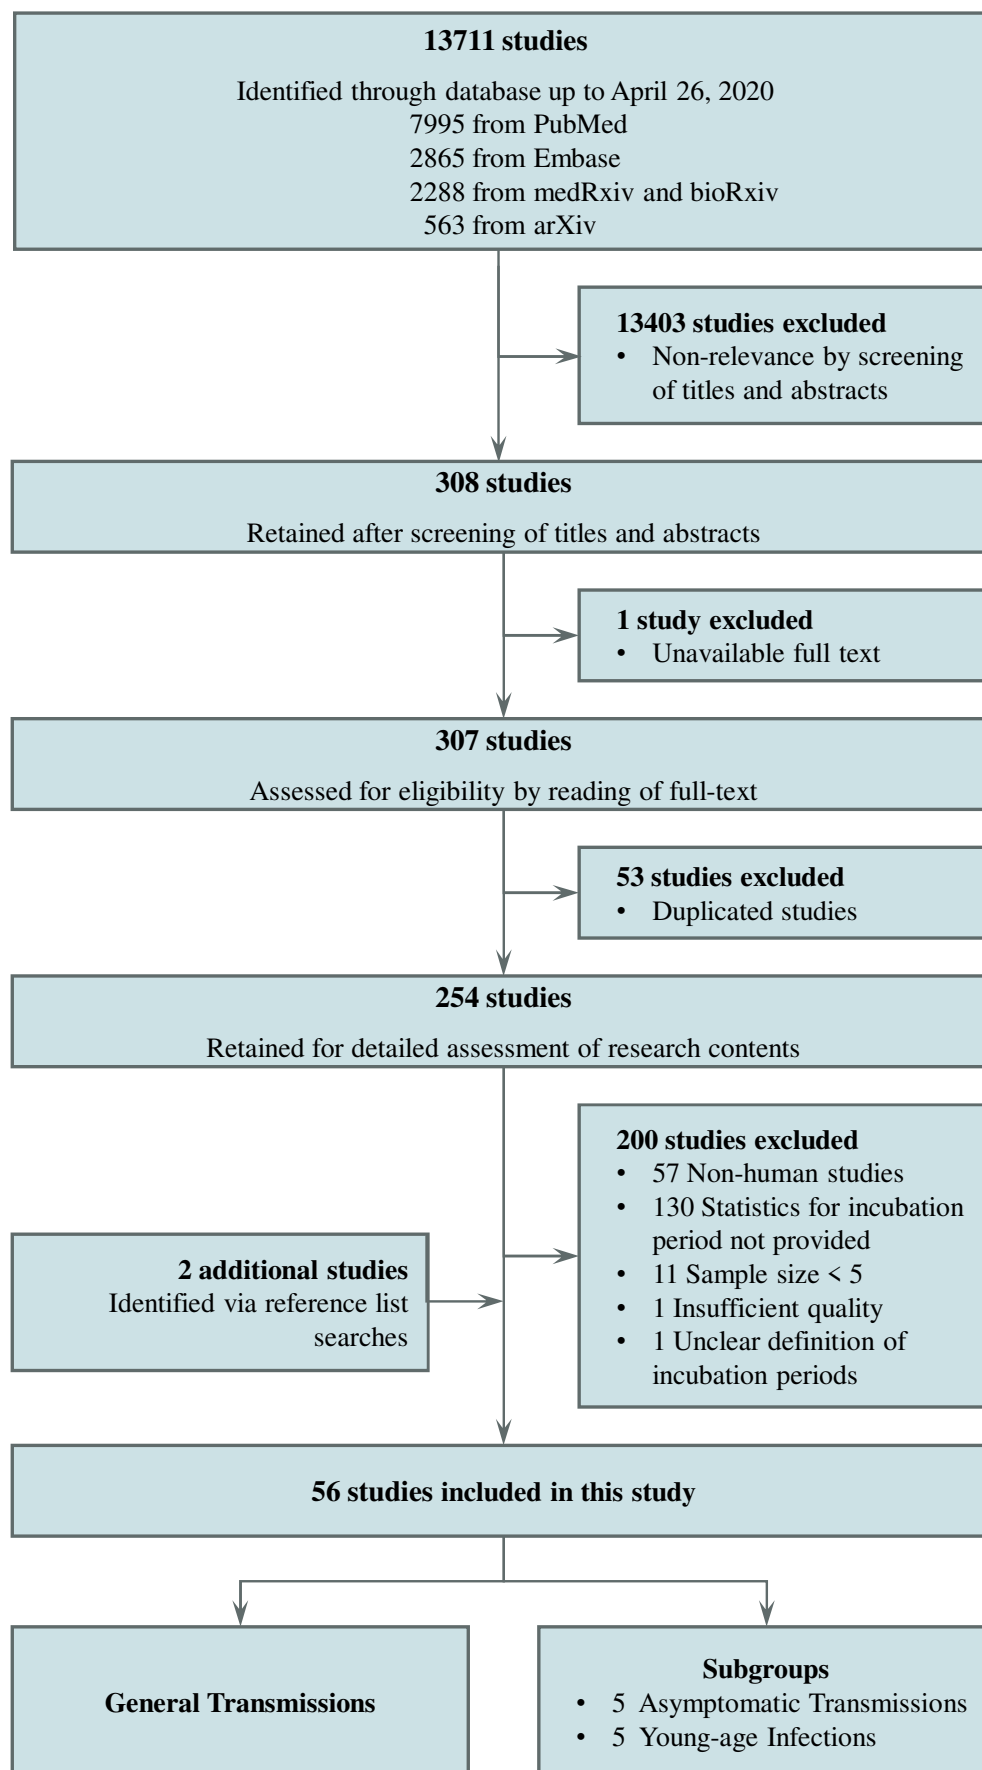 13711 studies
Identified through database up to April 26, 2020
7995 from PubMed
2865 from Embase
2288 from medRxiv and bioRxiv
563 from arXiv
13403 studies excluded
• Non-relevance by screening
of titles and abstracts
308 studies
Retained after screening of titles and abstracts
1 study excluded
• Unavailable full text
307 studies
Assessed for eligibility by reading of full-text
53 studies excluded
• Duplicated studies
254 studies
Retained for detailed assessment of research contents
200 studies excluded
• 57 Non-human studies
• 130 Statistics for incubation
period not provided
• 11 Sample size < 5
• 1 Insufficient quality
• 1 Unclear definition of
incubation periods
2 additional studies
Identified via reference list
searches
56 studies included in this study
General Transmissions
Subgroups
• 5 Asymptomatic Transmissions
• 5 Young-age Infections